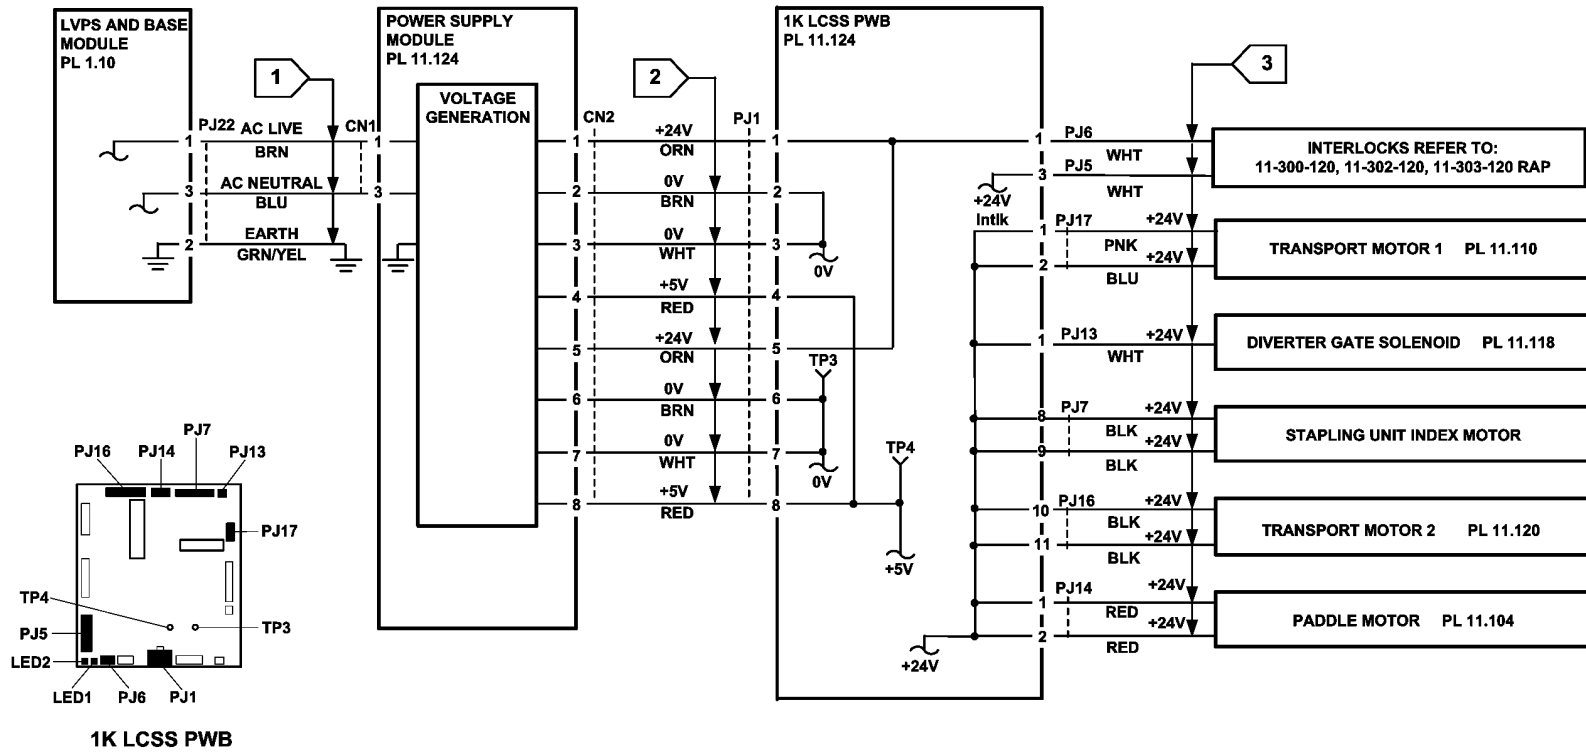 LVPS AND BASE
MODULE
PL 1.10
1
PJ22
AC LIVE
BRN
CN1
1
1
3
AC NEUTRAL
BLU
3
2
EARTH
GRN/YEL
POWER SUPPLY
MODULE
PL 11.124
VOLTAGE
GENERATION
2
CN2
PJ1
1
+24V
ORN
1
2
0V
BRN
2
3
0V
WHT
3
4
+5V
RED
4
5
+24V
ORN
5
6
0V
BRN
6
7
0V
WHT
7
8
+5V
RED
8
1K LCSS PWB
PL 11.124
0V
TP3
0V
TP4
+5V
+24V
Intlk
+24V
3
1
PJ6
WHT
3
PJ5
WHT
INTERLOCKS REFER TO:
11-300-120, 11-302-120, 11-303-120 RAP
PJ17
1
+24V
PNK
2
+24V
BLU
TRANSPORT MOTOR 1 PL 11.110
1
PJ13
+24V
WHT
DIVERTER GATE SOLENOID PL 11.118
8
PJ7
+24V
BLK
9
+24V
BLK
STAPLING UNIT INDEX MOTOR
10
PJ16
+24V
BLK
11
+24V
BLK
TRANSPORT MOTOR 2 PL 11.120
PJ14
1
+24V
RED
2
+24V
RED
PADDLE MOTOR PL 11.104
PJ7
PJ16
PJ14
PJ13
PJ17
TP4
TP3
PJ5
LED2
LED1
PJ6
PJ1
1K LCSS PWB